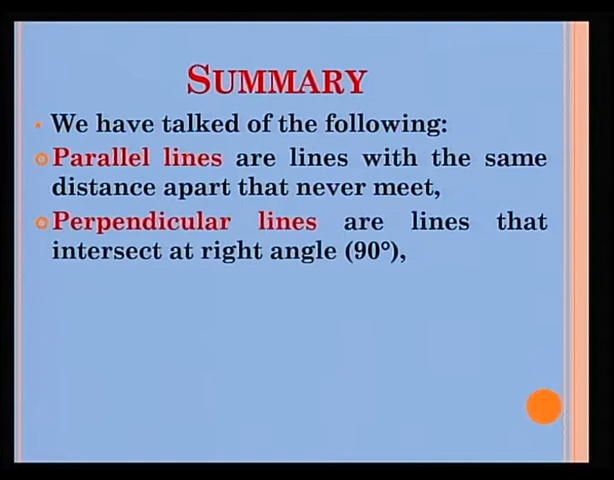 SUMMARY
We have talked of the following:
Parallel lines are lines with the same
distance apart that never meet,
Perpendicular lines are lines that
intersect at right angle (90°),